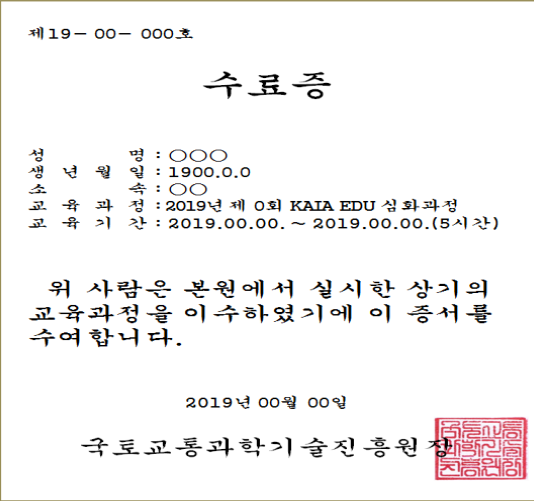 제19- 00- 000호
수료증
성 명 : ○○○
생 년 월 일 : 1900.0.0
소 속 : ○○
교 육 과 정 : 2019년 제 0회 KAIA EDU 심화과정
교 육 기 간 : 2019.00.00. ~ 2019.00.00.(5시간)
위 사람은 본원에서 실시한 상기의
교육과정을 이수하였기에 이 증서를
수여합니다.
2019년 00월 00일
국토교통과학기술진흥원장